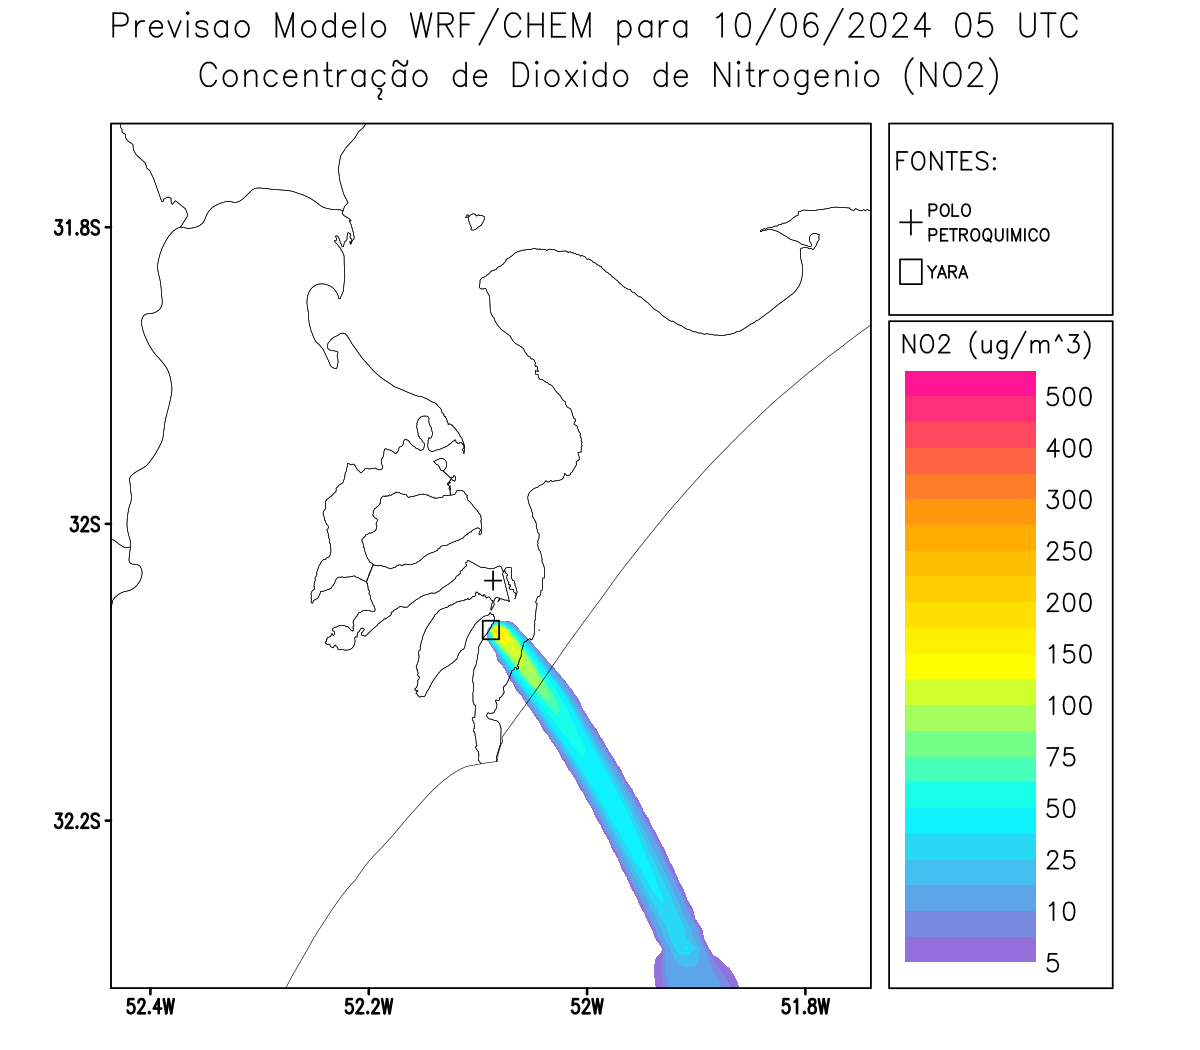 Previsao Modelo WRF/CHEM para 10/06/2024 05 UTC
Concentração de Dioxido de Nitrogenio (NO2)
FONTES:
POLO
PETROQUIMICO
YARA
NO2 (ug/m^3)
500
400
300
250
200
150
100
75
50
25
10
5
31.8S
32S
32.2S
52.4W
52.2W
52W
51.8W